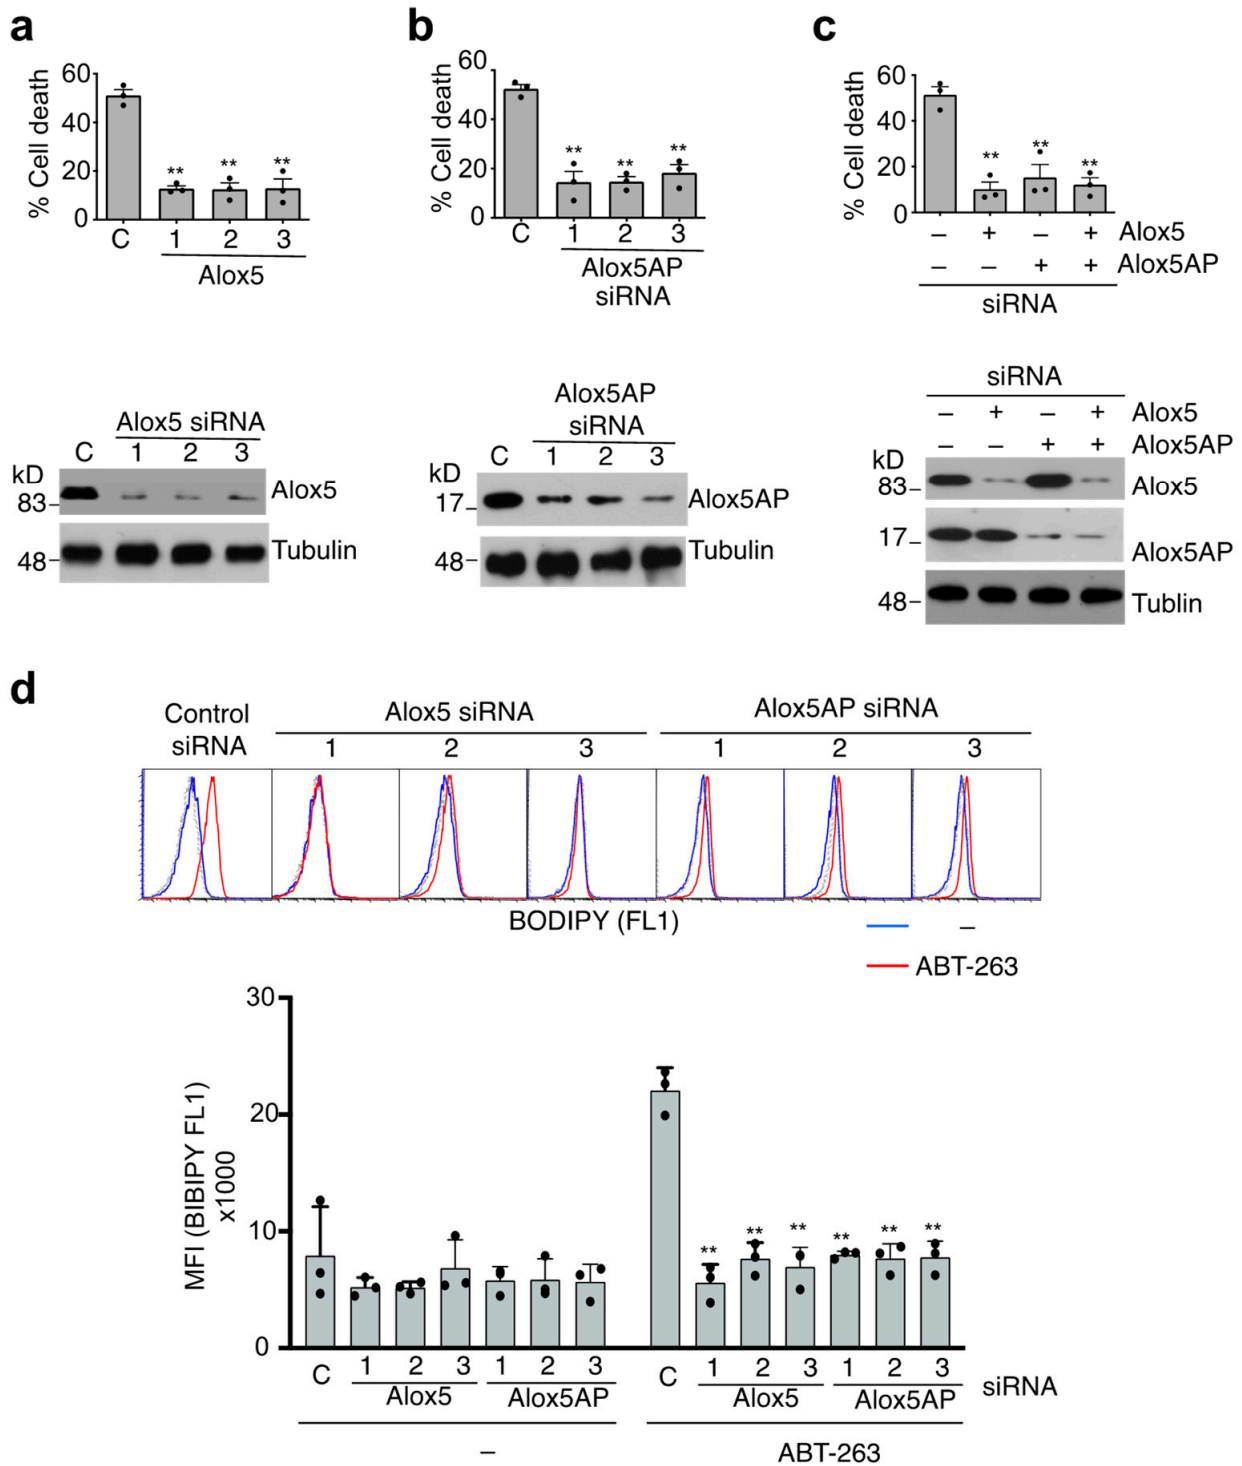 a
b
c
% Cell death
60
40
20
0
**
**
**
C
1
2
3
Alox5
% Cell death
60
40
20
0
**
**
**
C
1
2
3
Alox5AP
siRNA
% Cell death
60
40
20
0
**
**
**
– + – + Alox5
– – + + Alox5AP
siRNA
Alox5 siRNA
C 1 2 3
kD
83
Alox5
48
Tubulin
Alox5AP
siRNA
C 1 2 3
kD
17
Alox5AP
48
Tubulin
siRNA
– + – + Alox5
– – + + Alox5AP
kD
83
Alox5
17
Alox5AP
48
Tublin
d
Control
siRNA
Alox5 siRNA
1 2 3
Alox5AP siRNA
1 2 3
BODIPY (FL1)
–
ABT-263
MFI (BIBIPY FL1)
x1000
30
20
10
0
** ** ** ** ** **
C 1 2 3 1 2 3 C 1 2 3 1 2 3
Alox5 Alox5AP Alox5 Alox5AP siRNA
– ABT-263